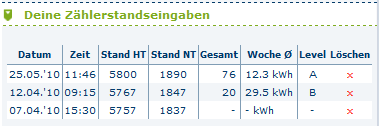 Deine Zählerstandseingaben
Datum Zeit Stand HT Stand NT Gesamt Woche Ø Level Löschen
25.05.'10 11:46 5800 1890 76 12.3 kWh A x
12.04.'10 09:15 5767 1847 20 29.5 kWh B x
07.04.'10 15:30 5757 1837 - - kWh - x